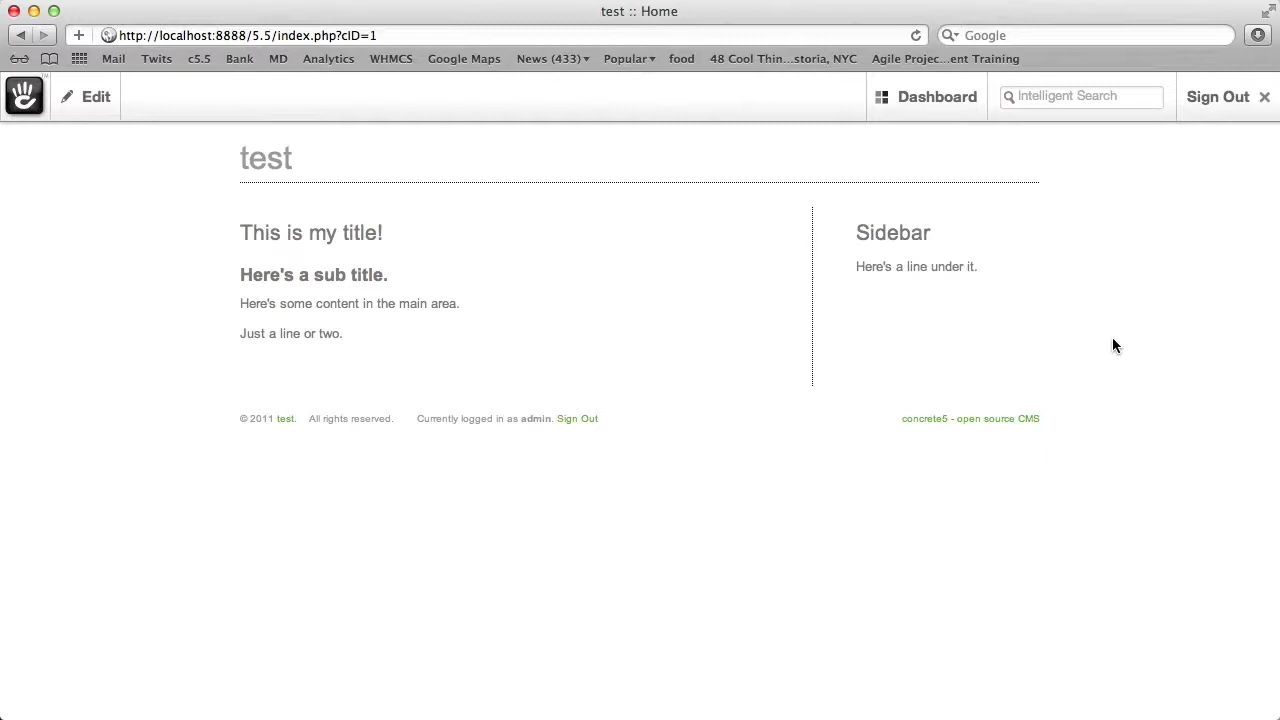 test :: Home
http://localhost:8888/5.5/index.php?cID=1
Google
Mail Twits c5.5 Bank MD Analytics WHMCS Google Maps News (433) Popular food 48 Cool Thin...storia, NYC Agile Projec...ent Training
Edit Dashboard Intelligent Search Sign Out
test
This is my title!
Here's a sub title.
Here's some content in the main area.
Just a line or two.
Sidebar
Here's a line under it.
© 2011 test. All rights reserved. Currently logged in as admin. Sign Out concrete5 - open source CMS